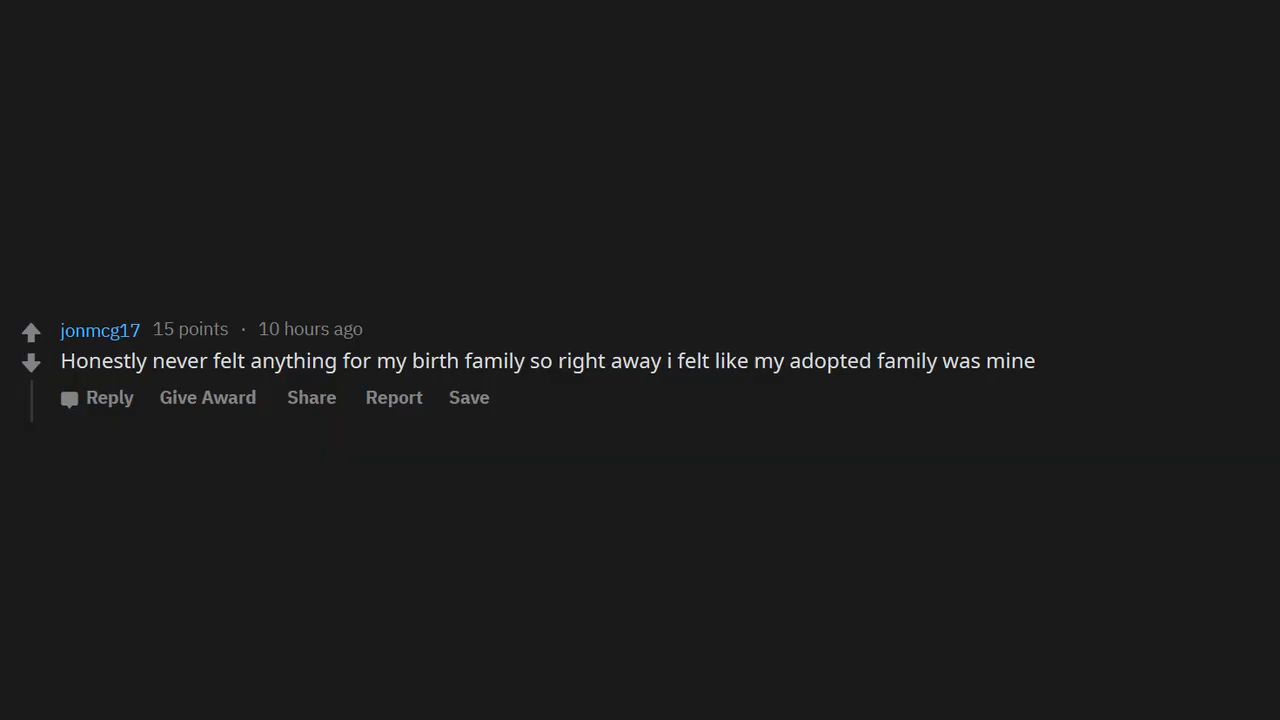 jonmcg17 15 points · 10 hours ago
Honestly never felt anything for my birth family so right away i felt like my adopted family was mine
Reply Give Award Share Report Save